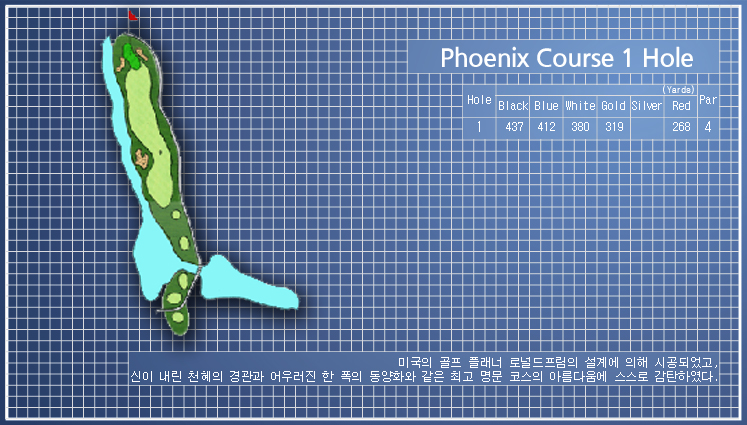 Phoenix Course 1 Hole
(Yards)
Hole Black Blue White Gold Silver Red Par
1 437 412 380 319 268 4
미국의 골프 플래너 로널드프림의 설계에 의해 시공되었고,
신이 내린 천혜의 경관과 어우러진 한 폭의 동양화와 같은 최고 명문 코스의 아름다움에 스스로 감탄하였다.